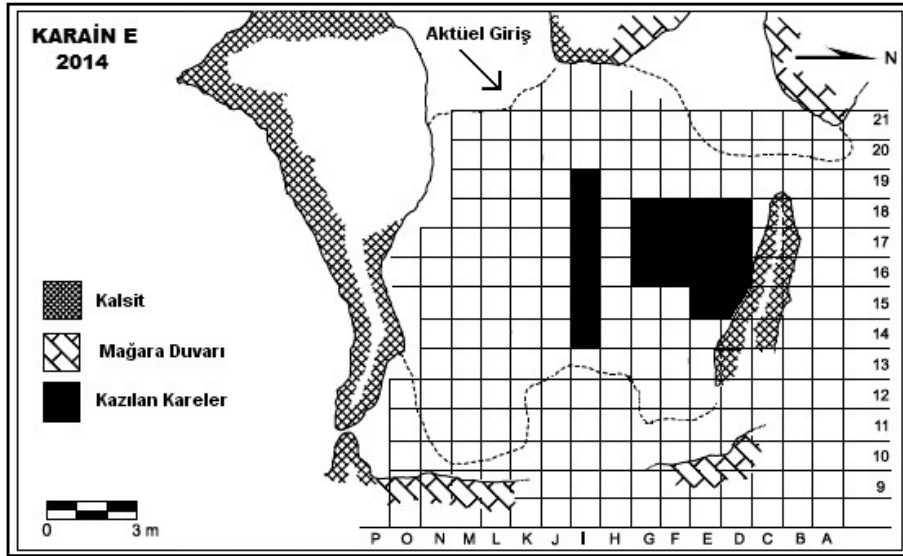 KARAİN E
2014
Aktüel Giriş
N
21
20
19
18
17
16
15
14
13
12
11
10
9
Kalsit
Mağara Duvarı
Kazılan Kareler
0 3 m
P O N M L K J I H G F E D C B A